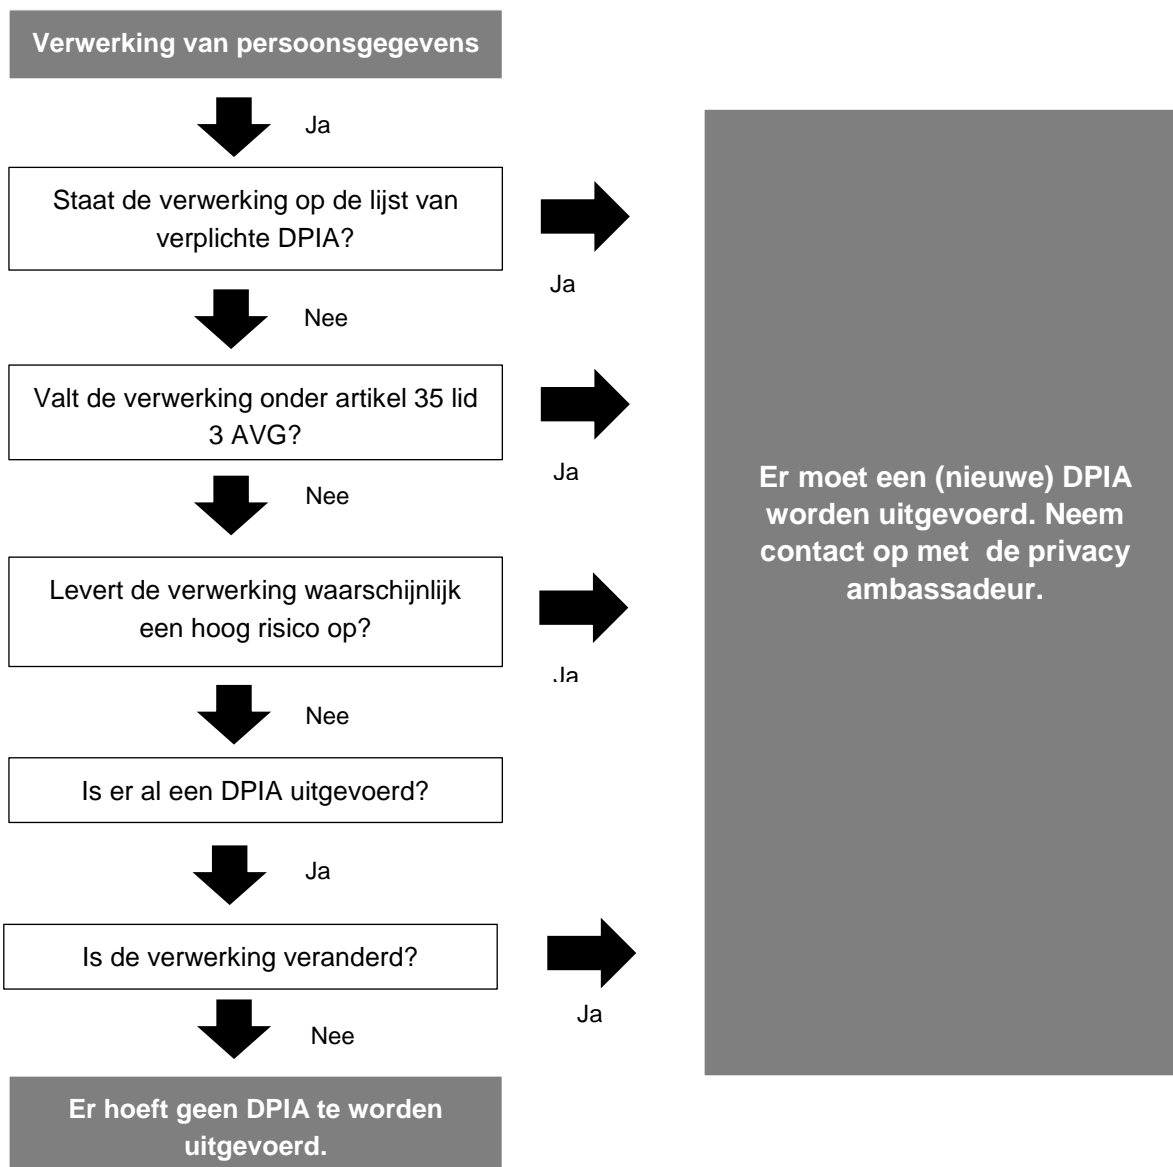 Verwerking van persoonsgegevens
Ja
Staat de verwerking op de lijst van
verplichte DPIA?
Ja
Nee
Valt de verwerking onder artikel 35 lid
3 AVG?
Ja
Nee
Levert de verwerking waarschijnlijk
een hoog risico op?
Ja
Nee
Is er al een DPIA uitgevoerd?
Ja
Is de verwerking veranderd?
Ja
Nee
Er hoeft geen DPIA te worden
uitgevoerd.
Er moet een (nieuwe) DPIA
worden uitgevoerd. Neem
contact op met de privacy
ambassadeur.